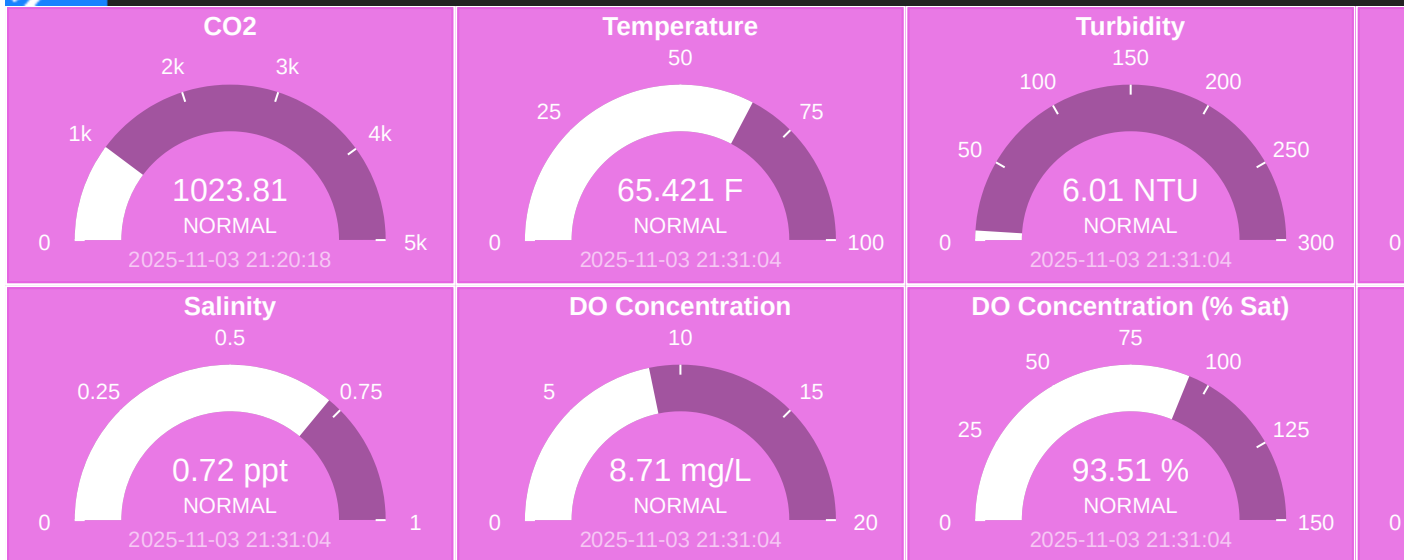 CO2
0
1k
2k
3k
4k
5k
1023.81
NORMAL
2025-11-03 21:20:18
Temperature
0
25
50
75
100
65.421 F
NORMAL
2025-11-03 21:31:04
Turbidity
0
50
100
150
200
250
300
6.01 NTU
NORMAL
2025-11-03 21:31:04
0
Salinity
0
0.25
0.5
0.75
1
0.72 ppt
NORMAL
2025-11-03 21:31:04
DO Concentration
0
5
10
15
20
8.71 mg/L
NORMAL
2025-11-03 21:31:04
DO Concentration (% Sat)
0
25
50
75
100
125
150
93.51 %
NORMAL
2025-11-03 21:31:04
0